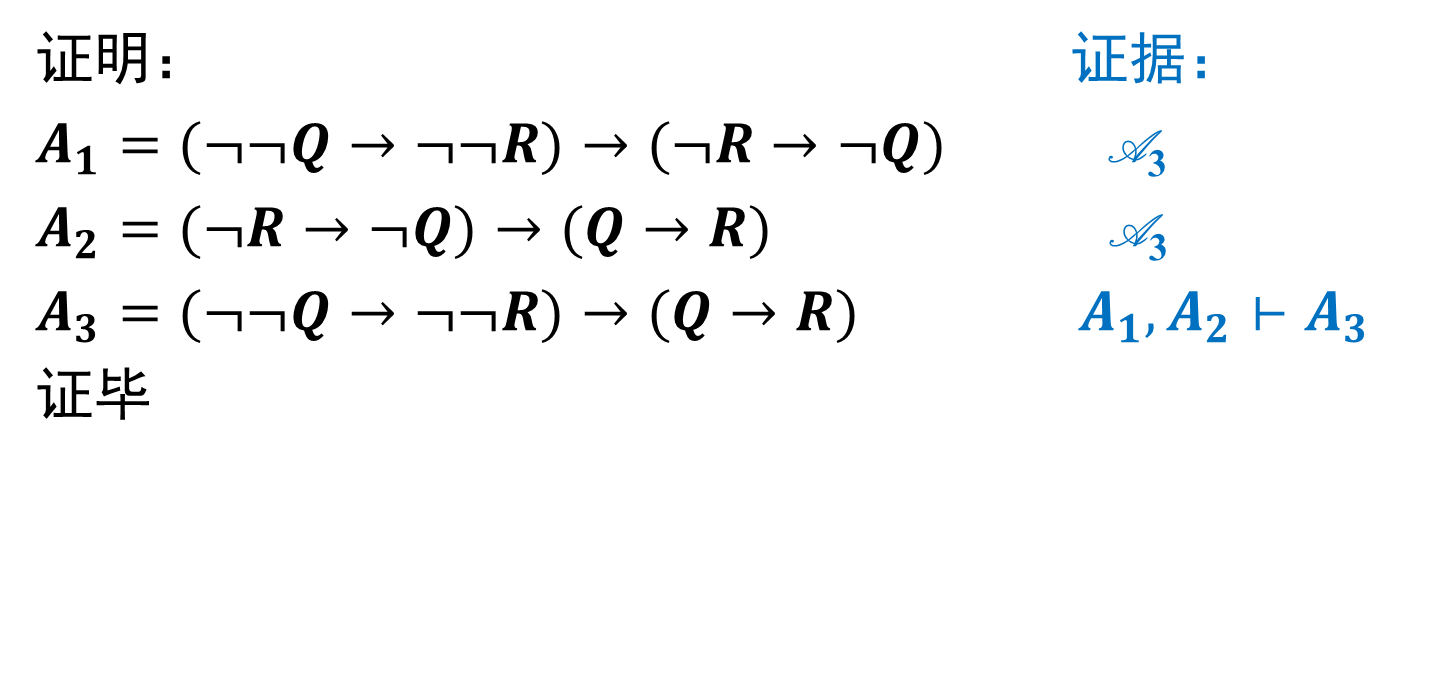 证明： 证据：
A₁ = (¬¬Q → ¬¬R) → (¬R → ¬Q) 𝒜₃
A₂ = (¬R → ¬Q) → (Q → R) 𝒜₃
A₃ = (¬¬Q → ¬¬R) → (Q → R) A₁, A₂ ⊢ A₃
证毕